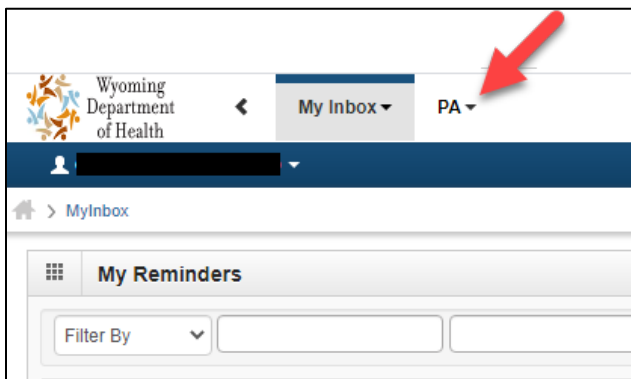 Wyoming
Department
of Health
My Inbox
PA
MyInbox
My Reminders
Filter By